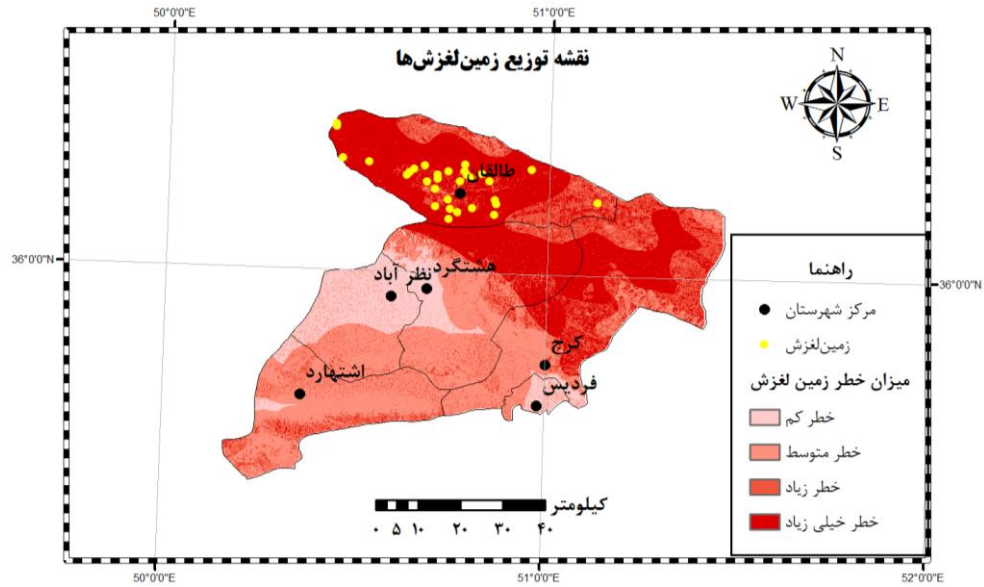 50°0'0"E 51°0'0"E
نقشه توزیع زمین‌لغزش‌ها
N
W E
S
طالقان
36°0'0"N
36°0'0"N
هشتگرد
نظر آباد
کرج
فردیس
اشتهارد
راهنما
مرکز شهرستان
زمین‌لغزش
میزان خطر زمین لغزش
خطر کم
خطر متوسط
خطر زیاد
خطر خیلی زیاد
کیلومتر
۰ ۵ ۱۰ ۲۰ ۳۰ ۴۰
50°0'0"E 51°0'0"E 52°0'0"E